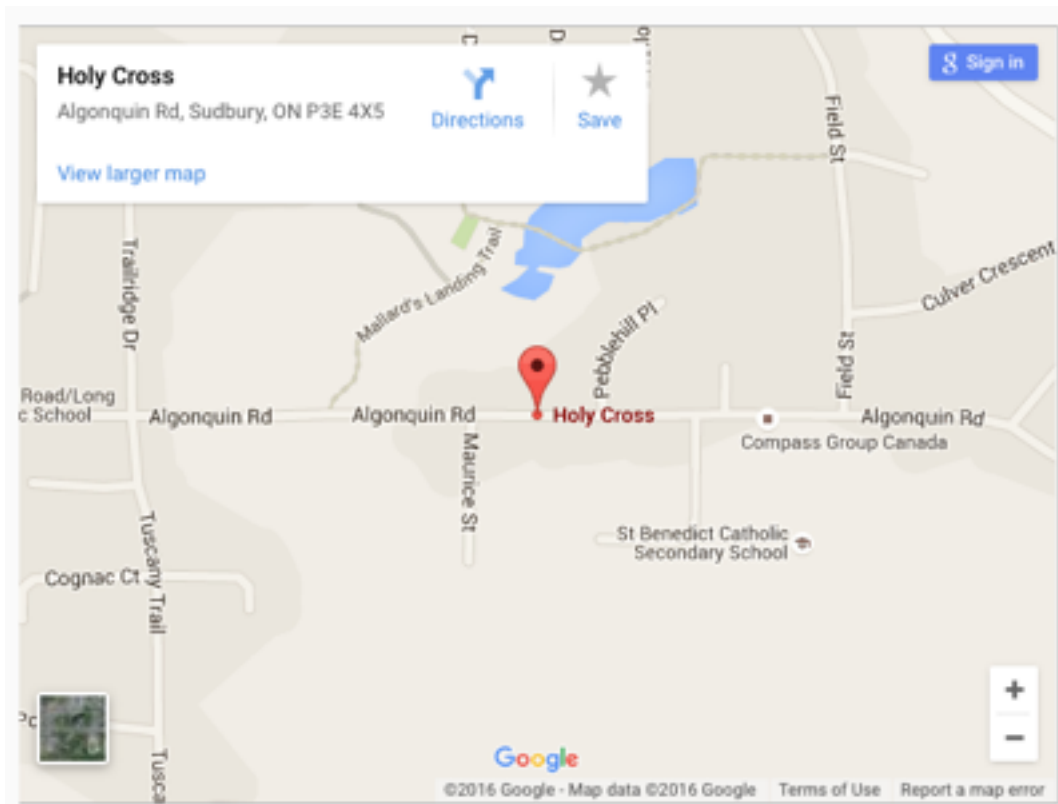 Holy Cross
Algonquin Rd, Sudbury, ON P3E 4X5
Directions
Save
View larger map
Sign in
Field St
Trailridge Dr
Mallard's Landing Trail
Culver Crescent
Pebblehill Pl
Field St
Road/Long
c School
Algonquin Rd
Algonquin Rd
Holy Cross
Algonquin Rd
Compass Group Canada
Maurice St
St Benedict Catholic
Secondary School
Tuscany Trail
Cognac Ct
Tusca
+
−
Google
©2016 Google - Map data ©2016 Google
Terms of Use
Report a map error